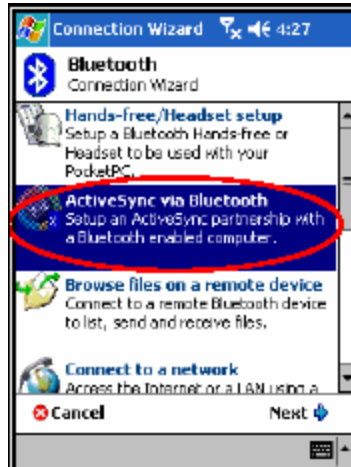 Connection Wizard 4:27
Bluetooth
Connection Wizard
Hands-free/Headset setup
Setup a Bluetooth Hands-free or
Headset to be used with your
PocketPC.
ActiveSync via Bluetooth
Setup an ActiveSync partnership with
a Bluetooth enabled computer.
Browse files on a remote device
Connect to a remote Bluetooth device
to list, send and receive files.
Connect to a network
Access the Internet or a LAN using a
Cancel Next